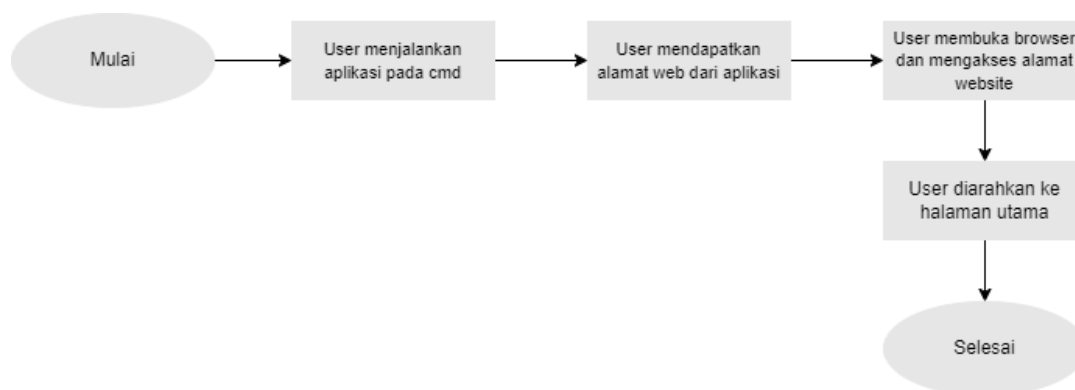 Mulai
User menjalankan
aplikasi pada cmd
User mendapatkan
alamat web dari aplikasi
User membuka browser
dan mengakses alamat
website
User diarahkan ke
halaman utama
Selesai